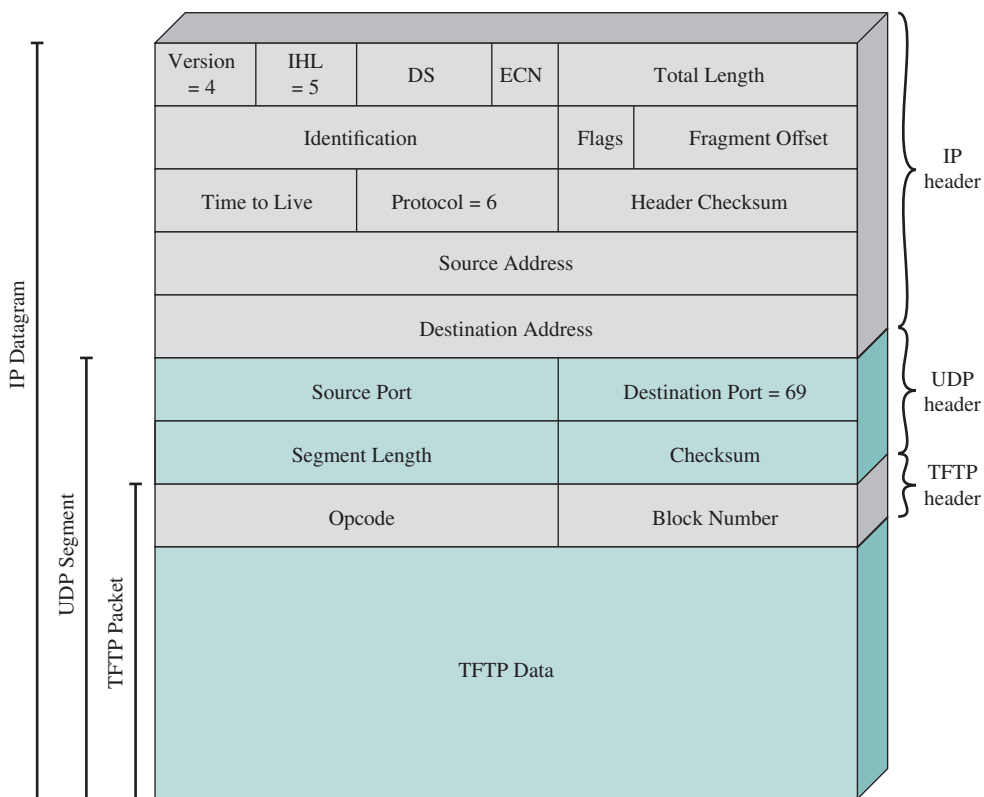 Version
= 4
IHL
= 5
DS
ECN
Total Length
Identification
Flags
Fragment Offset
Time to Live
Protocol = 6
Header Checksum
Source Address
Destination Address
Source Port
Destination Port = 69
Segment Length
Checksum
Opcode
Block Number
TFTP Data
IP Datagram
UDP Segment
TFTP Packet
IP
header
UDP
header
TFTP
header